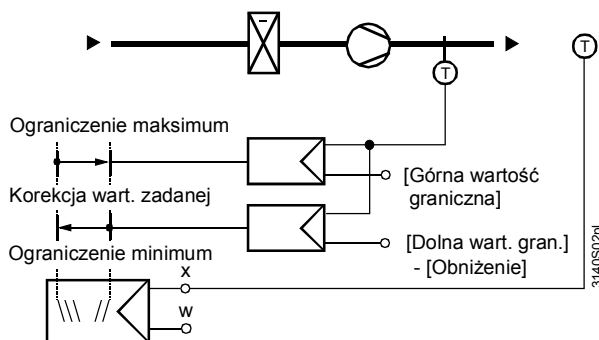 T
T
Ograniczenie maksimum
[Górna wartość
graniczna]
Korekcja wart. zadanej
[Dolna wart. gran.]
- [Obniżenie]
Ograniczenie minimum
x
w
3140S02pl